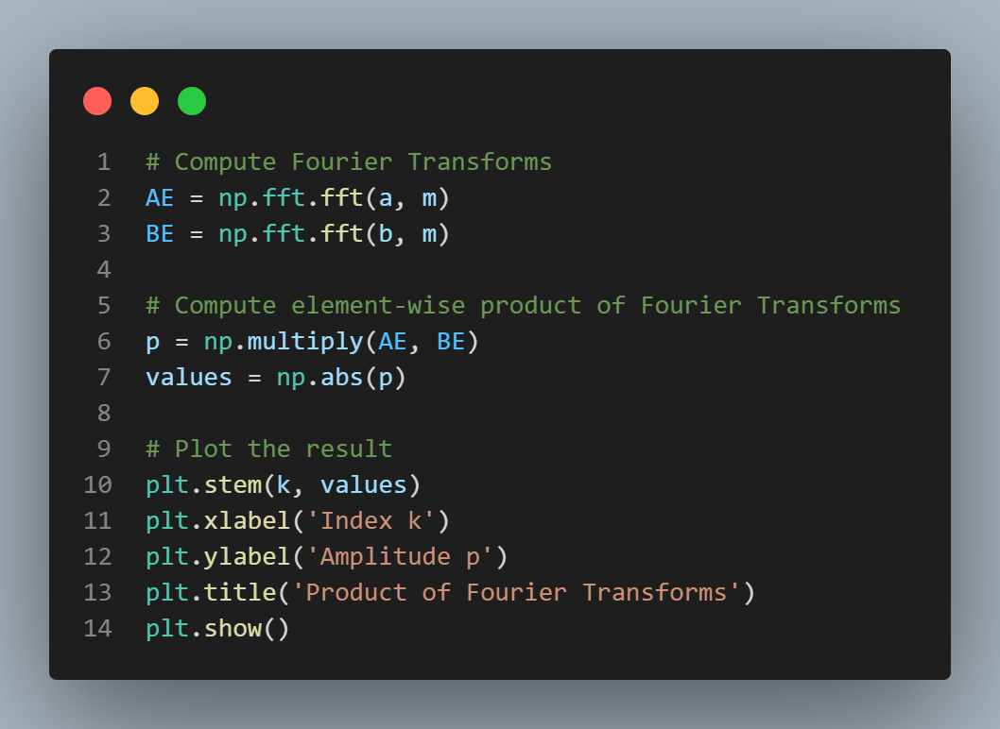 1 # Compute Fourier Transforms
2 AE = np.fft.fft(a, m)
3 BE = np.fft.fft(b, m)
4
5 # Compute element-wise product of Fourier Transforms
6 p = np.multiply(AE, BE)
7 values = np.abs(p)
8
9 # Plot the result
10 plt.stem(k, values)
11 plt.xlabel('Index k')
12 plt.ylabel('Amplitude p')
13 plt.title('Product of Fourier Transforms')
14 plt.show()